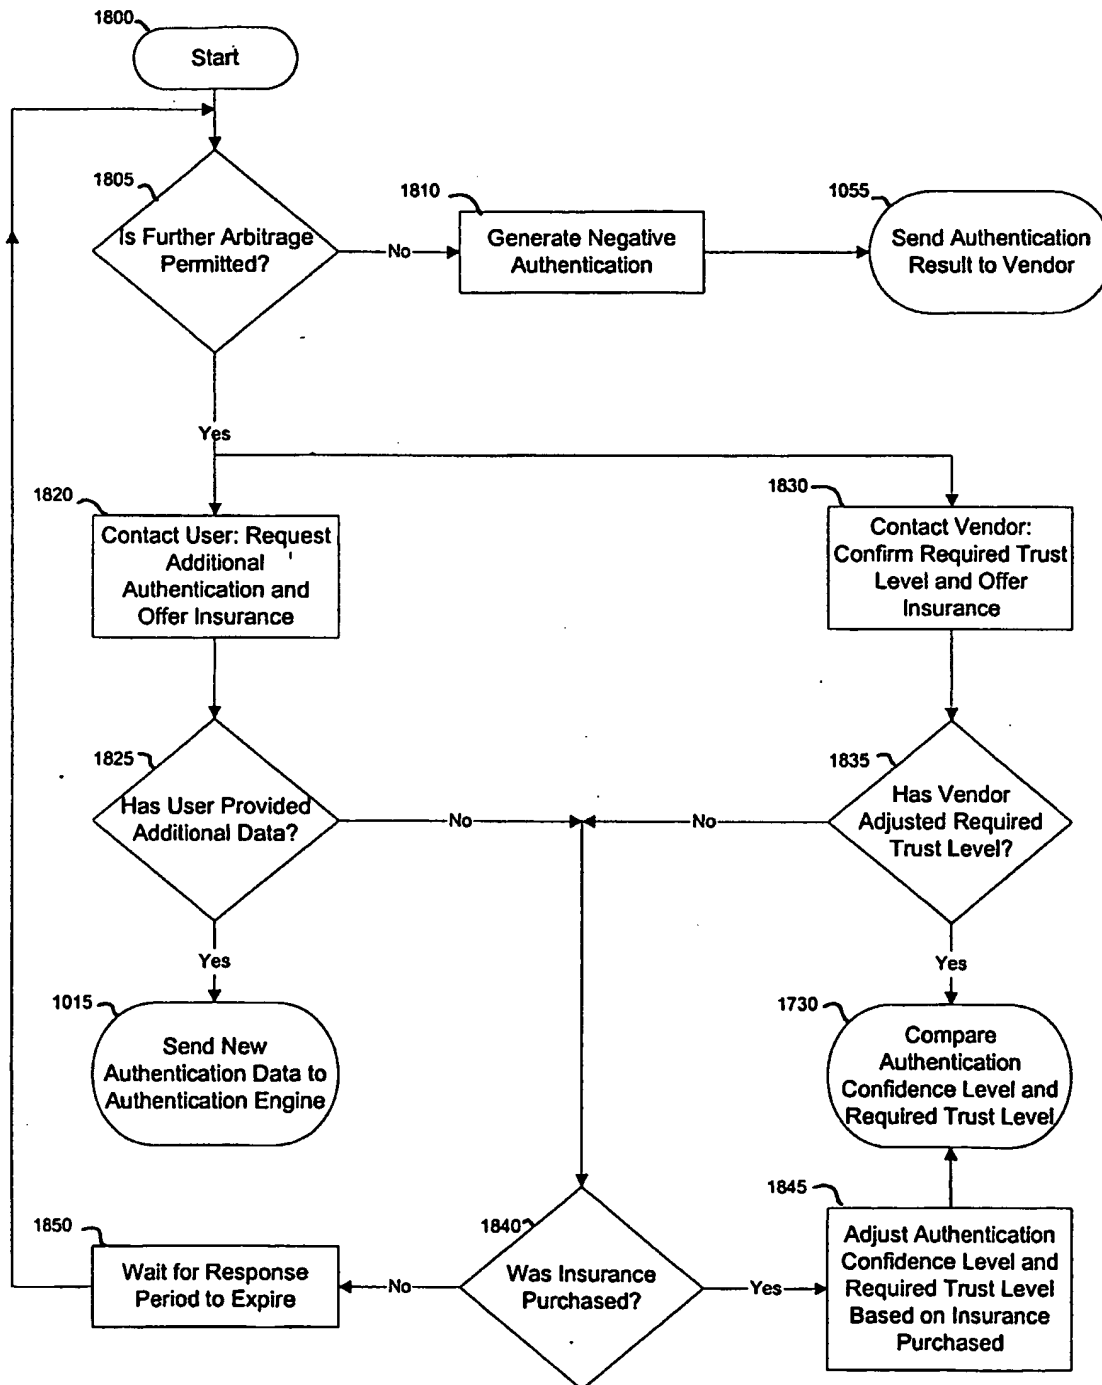 1800
Start
1805
Is Further Arbitrage
Permitted?
No
1810
Generate Negative
Authentication
1055
Send Authentication
Result to Vendor
Yes
1820
Contact User: Request
Additional
Authentication and
Offer Insurance
1830
Contact Vendor:
Confirm Required Trust
Level and Offer
Insurance
1825
Has User Provided
Additional Data?
No
No
1835
Has Vendor
Adjusted Required
Trust Level?
Yes
Yes
1015
Send New
Authentication Data to
Authentication Engine
1730
Compare
Authentication
Confidence Level and
Required Trust Level
1850
Wait for Response
Period to Expire
No
1840
Was Insurance
Purchased?
Yes
1845
Adjust Authentication
Confidence Level and
Required Trust Level
Based on Insurance
Purchased